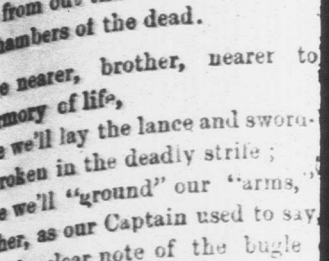 from out
hambers of the dead.
e nearer, brother, nearer to
mory of life,
e we'll lay the lance and sword-
roken in the deadly strife ;
e we'll "ground" our "arms,"
her, as our Captain used to say,
clear note of the bugle